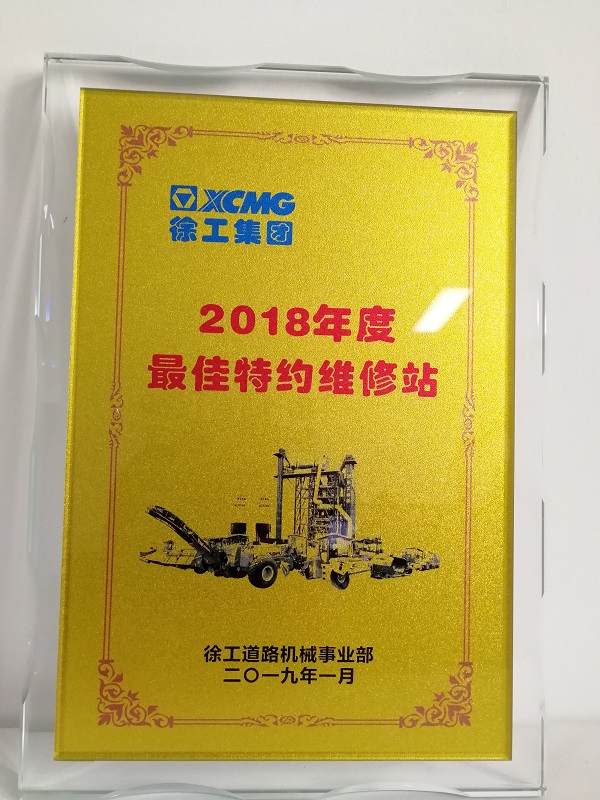 XCMG
徐工集团
2018年度
最佳特约维修站
徐工道路机械事业部
二〇一九年一月